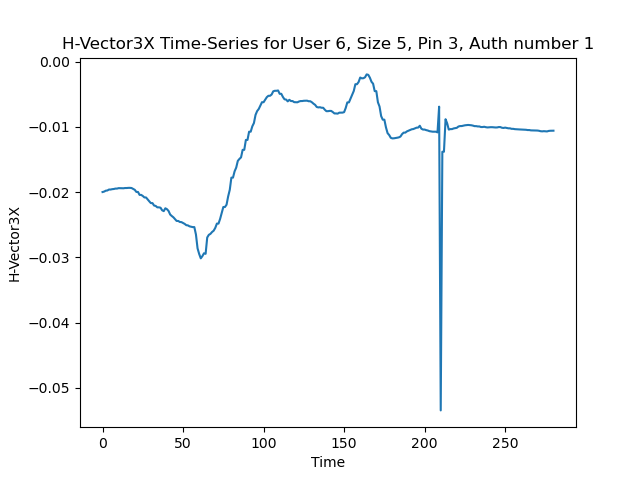 H-Vector3X Time-Series for User 6, Size 5, Pin 3, Auth number 1
0.00
−0.01
−0.02
−0.03
−0.04
−0.05
H-Vector3X
0 50 100 150 200 250
Time